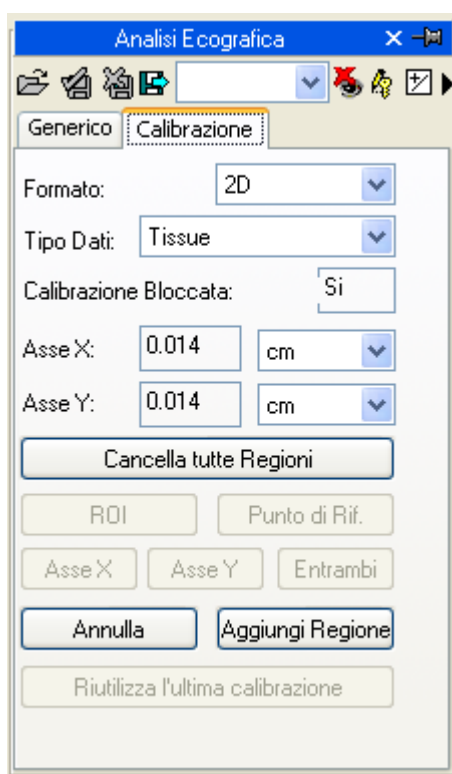 Analisi Ecografica
Generico Calibrazione
Formato: 2D
Tipo Dati: Tissue
Calibrazione Bloccata: Si
Asse X: 0.014 cm
Asse Y: 0.014 cm
Cancella tutte Regioni
ROI Punto di Rif.
Asse X Asse Y Entrambi
Annulla Aggiungi Regione
Riutilizza l'ultima calibrazione